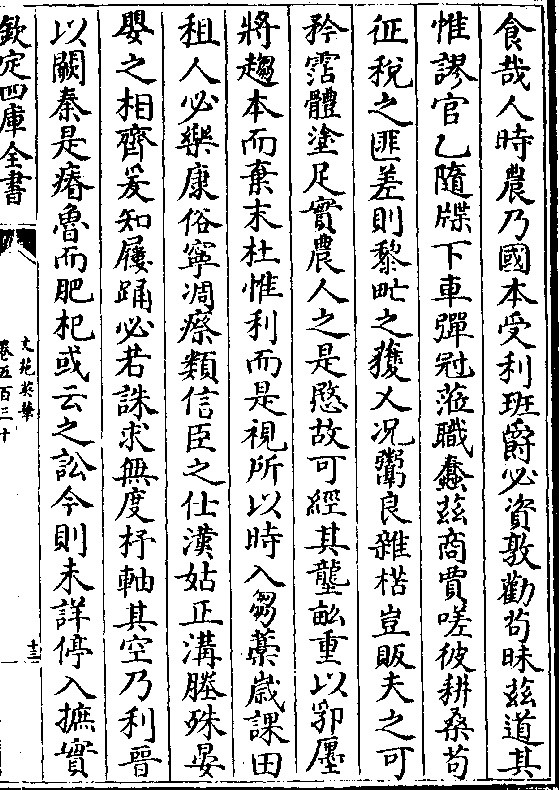 食哉人時農乃國本受利班爵必資敦勸茍昧兹道其
惟謬官乙隨牒下車彈冠蒞職蠢兹商賈嗟彼耕桑茍
征税之匪差則黎甿之獲乂况鬻良雜楛豈販夫之可
矜霑體塗足實農人之是愍故可經其壟畝重以郛廛
將趨本而棄末杜惟利而是視所以時入芻藁歲課田
租人必樂康俗寧凋瘵類信臣之仕漢姑正溝塍殊晏
嬰之相齊爰知屨踊必若誅求無度杼軸其空乃利晉
以闕秦是瘠魯而肥杞或云之訟今則未詳停入摭實
欽定四庫全書
文苑英華
卷五百三十
十三